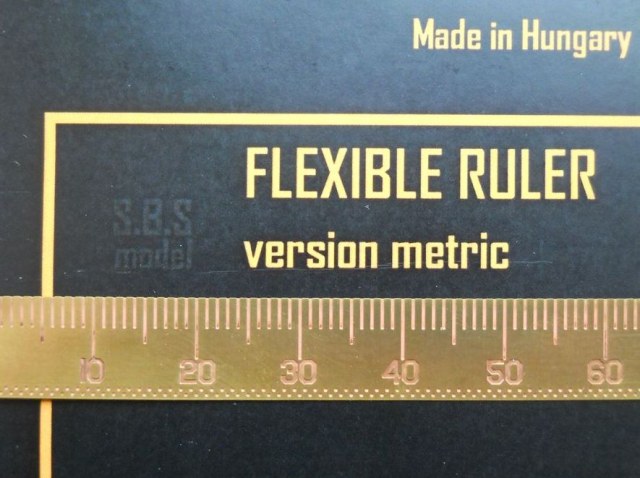 Made in Hungary
FLEXIBLE RULER
S.B.S
model
version metric
10 20 30 40 50 60